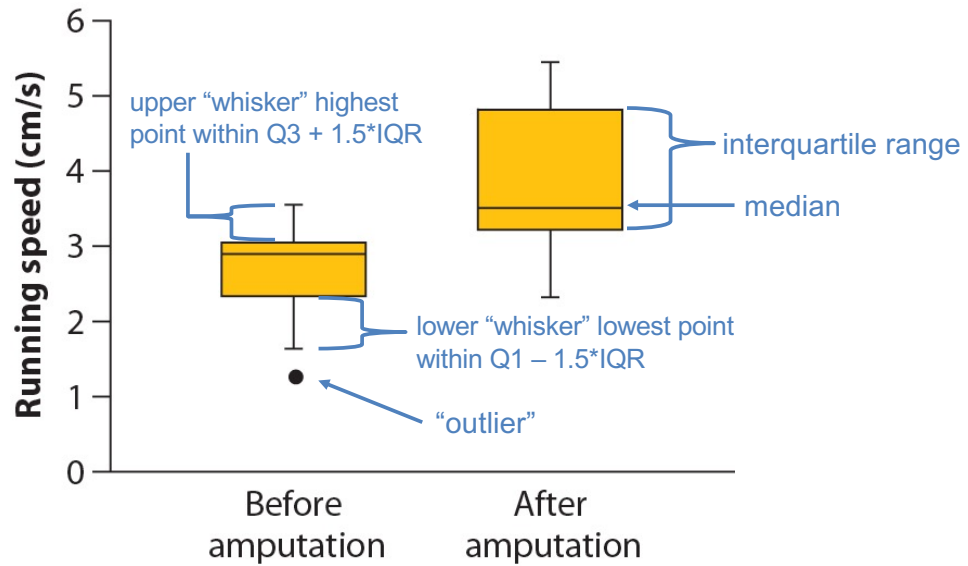 Running speed (cm/s)
6
5
4
3
2
1
0
upper “whisker” highest
point within Q3 + 1.5*IQR
interquartile range
median
lower “whisker” lowest point
within Q1 – 1.5*IQR
“outlier”
Before
amputation
After
amputation